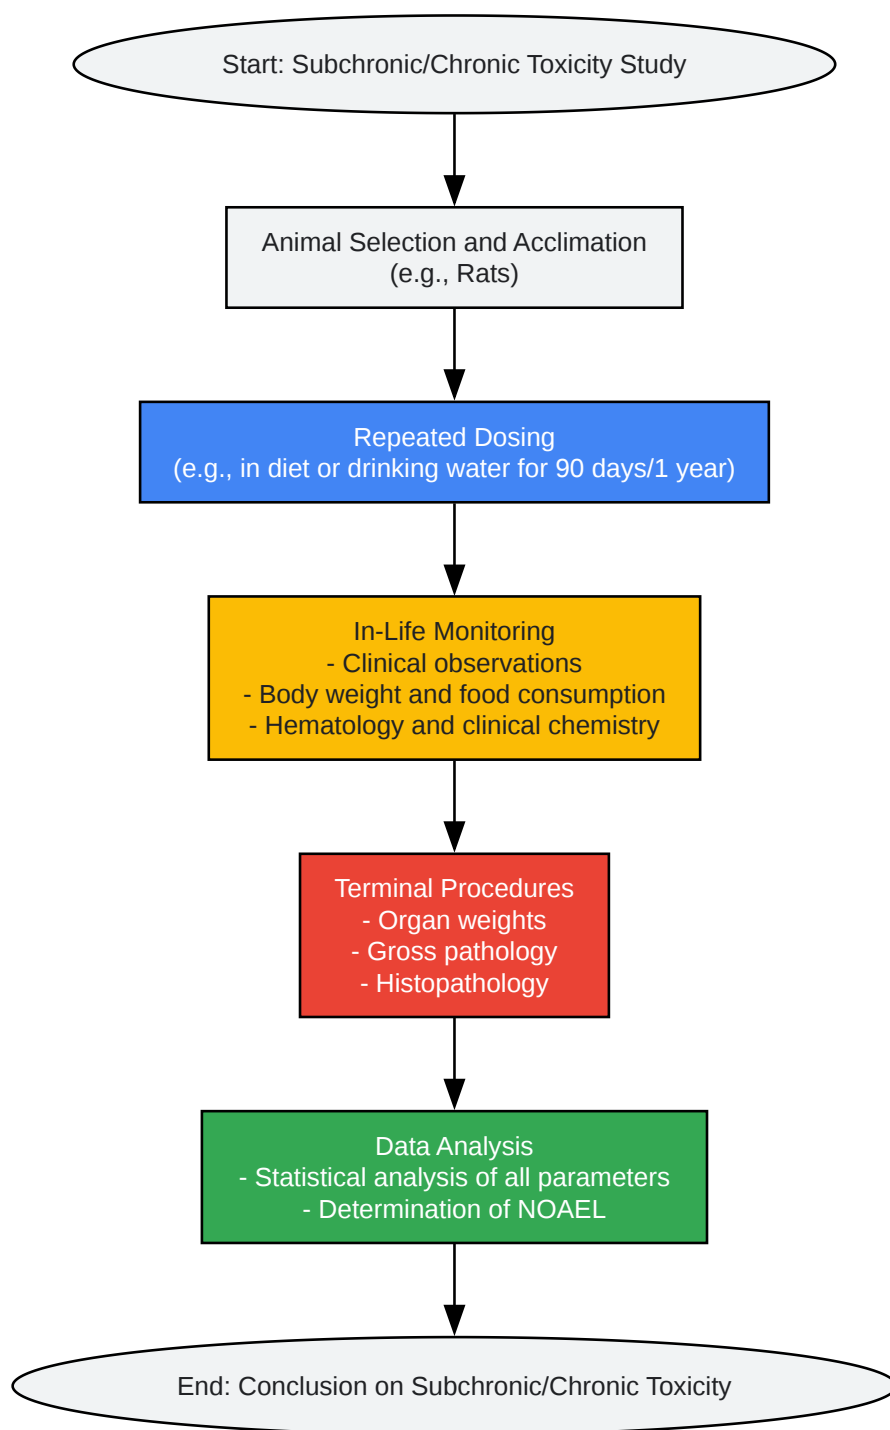 Start: Subchronic/Chronic Toxicity Study
Animal Selection and Acclimation
(e.g., Rats)
Repeated Dosing
(e.g., in diet or drinking water for 90 days/1 year)
In-Life Monitoring
- Clinical observations
- Body weight and food consumption
- Hematology and clinical chemistry
Terminal Procedures
- Organ weights
- Gross pathology
- Histopathology
Data Analysis
- Statistical analysis of all parameters
- Determination of NOAEL
End: Conclusion on Subchronic/Chronic Toxicity